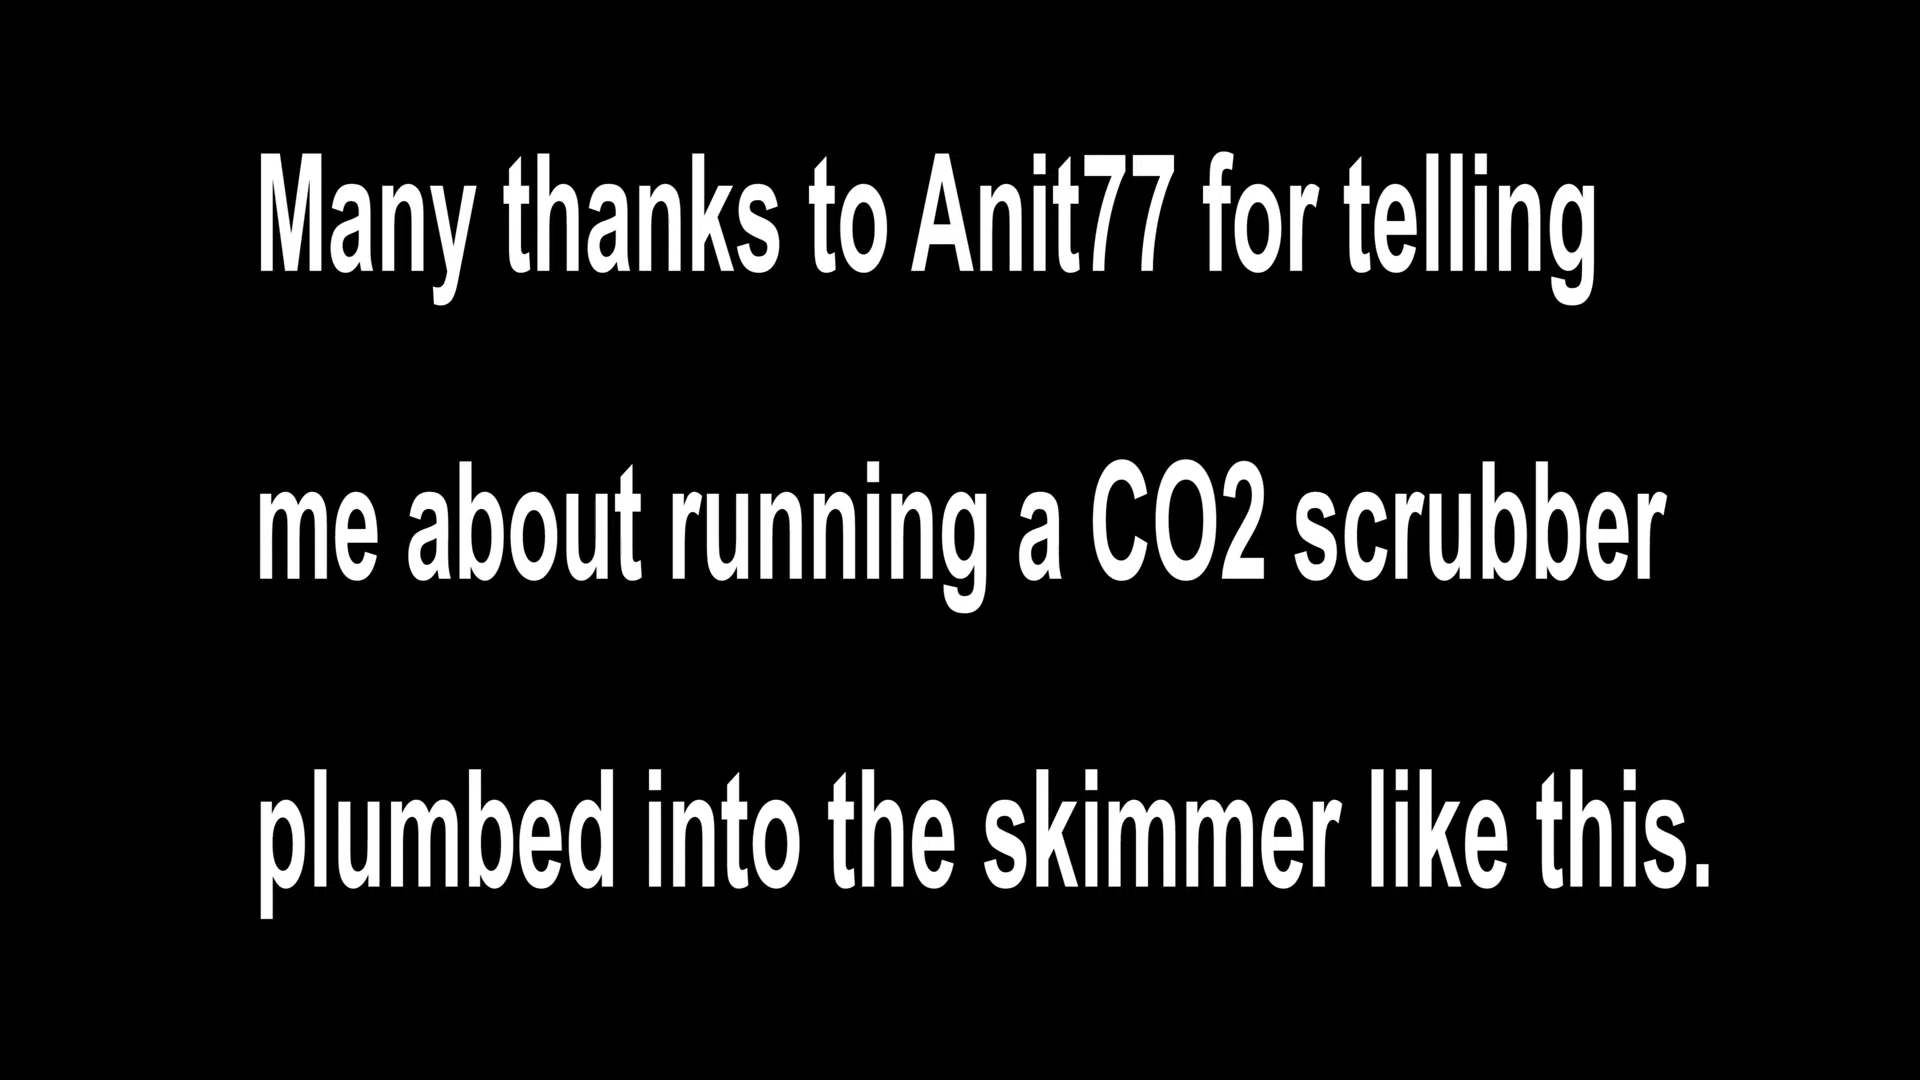 Many thanks to Anit77 for telling
me about running a CO2 scrubber
plumbed into the skimmer like this.